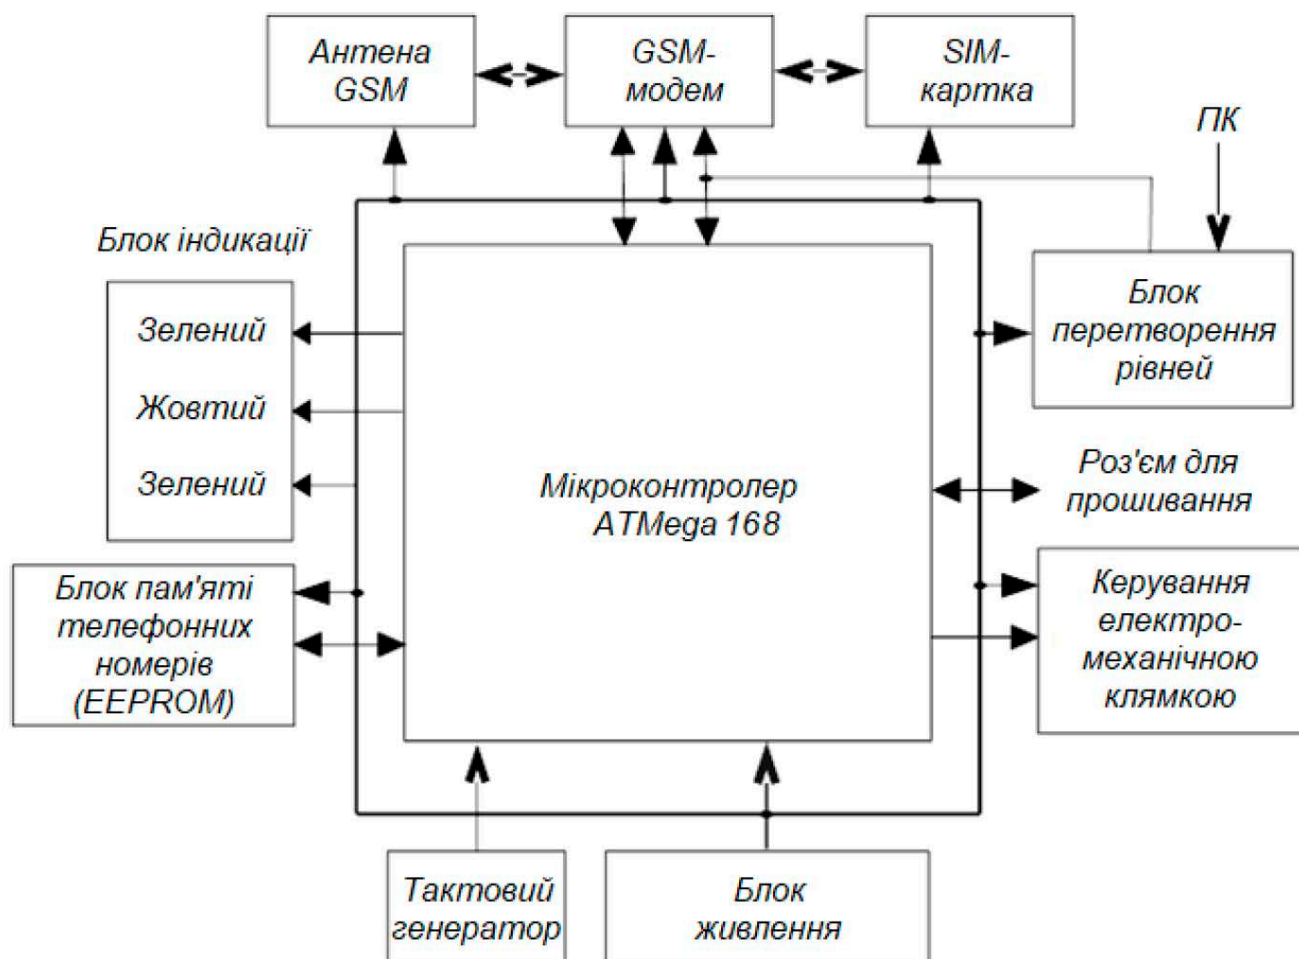 Антена
GSM
GSM-
модем
SIM-
картка
ПК
Блок індикації
Зелений
Жовтий
Зелений
Блок
перетворення
рівней
Мікроконтролер
ATMega 168
Роз'єм для
прошивання
Блок пам'яті
телефонних
номерів
(EEPROM)
Керування
електро-
механічною
клямкою
Тактовий
генератор
Блок
живлення